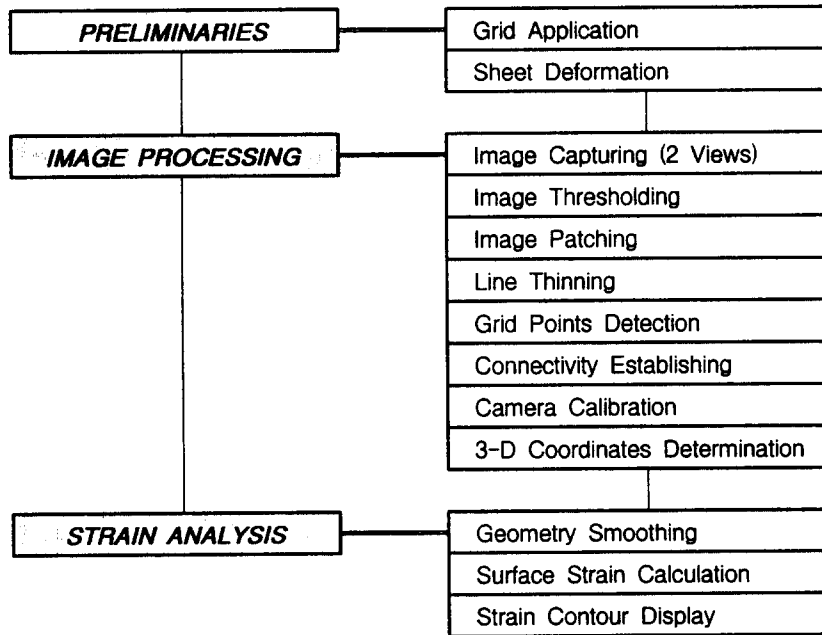 PRELIMINARIES
Grid Application
Sheet Deformation
IMAGE PROCESSING
Image Capturing (2 Views)
Image Thresholding
Image Patching
Line Thinning
Grid Points Detection
Connectivity Establishing
Camera Calibration
3-D Coordinates Determination
STRAIN ANALYSIS
Geometry Smoothing
Surface Strain Calculation
Strain Contour Display